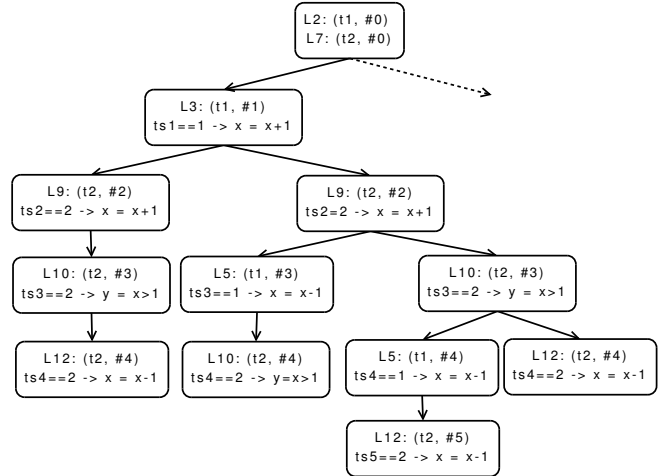 L2: (t1, #0)
L7: (t2, #0)
L3: (t1, #1)
ts1==1 -> x = x+1
L9: (t2, #2)
ts2==2 -> x = x+1
L9: (t2, #2)
ts2=2 -> x = x+1
L10: (t2, #3)
ts3==2 -> y = x>1
L5: (t1, #3)
ts3==1 -> x = x-1
L10: (t2, #3)
ts3==2 -> y = x>1
L12: (t2, #4)
ts4==2 -> x = x-1
L10: (t2, #4)
ts4==2 -> y=x>1
L5: (t1, #4)
ts4==1 -> x = x-1
L12: (t2, #4)
ts4==2 -> x = x-1
L12: (t2, #5)
ts5==2 -> x = x-1